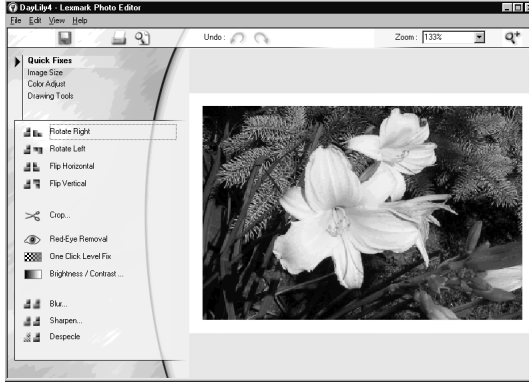 DayLily4 - Lexmark Photo Editor
File Edit View Help
Undo : Zoom : 133%
Quick Fixes
Image Size
Color Adjust
Drawing Tools
Rotate Right
Rotate Left
Flip Horizontal
Flip Vertical
Crop...
Red-Eye Removal
One Click Level Fix
Brightness / Contrast ...
Blur...
Sharpen...
Despecle